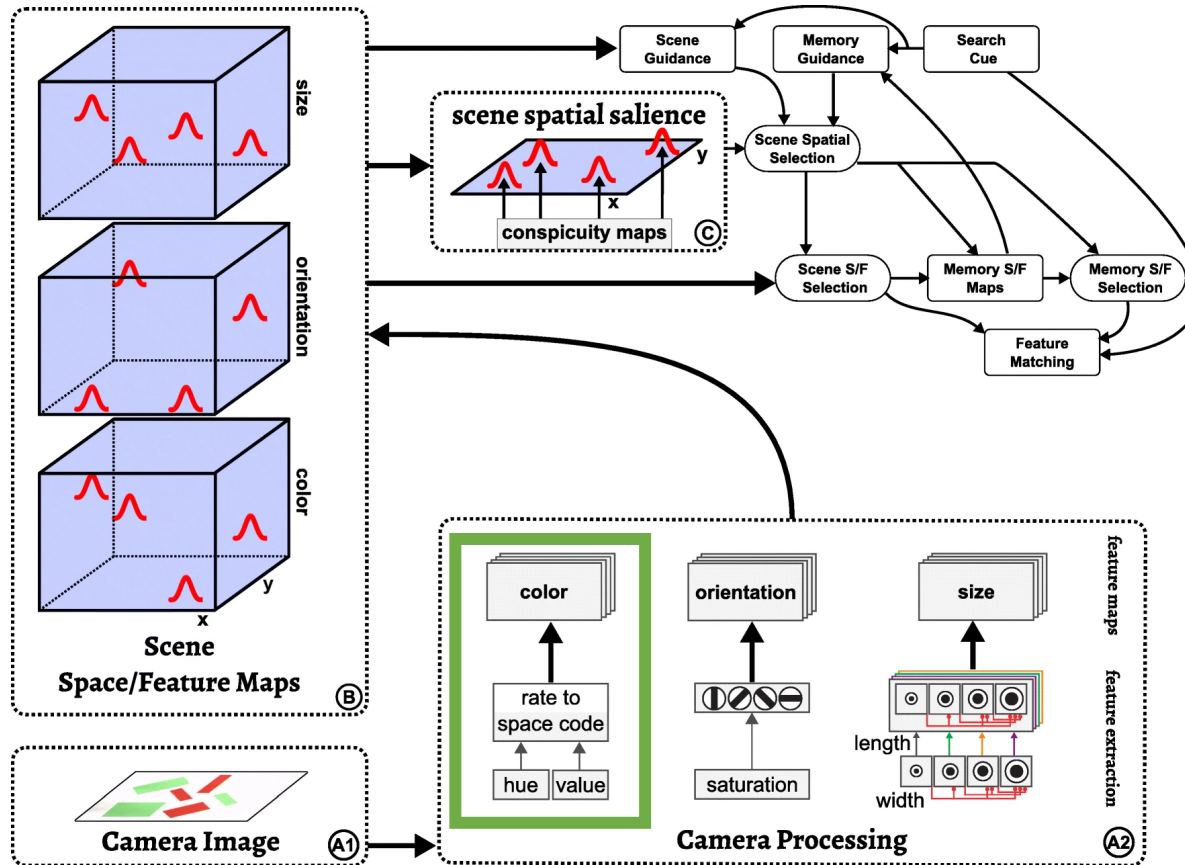 size
orientation
color
y
x
Scene
Space/Feature Maps
B
Camera Image
A1
scene spatial salience
y
x
conspicuity maps
C
Scene
Guidance
Memory
Guidance
Search
Cue
Scene Spatial
Selection
Scene S/F
Selection
Memory S/F
Maps
Memory S/F
Selection
Feature
Matching
color
orientation
size
feature maps
rate to
space code
hue
value
saturation
length
width
feature extraction
Camera Processing
A2